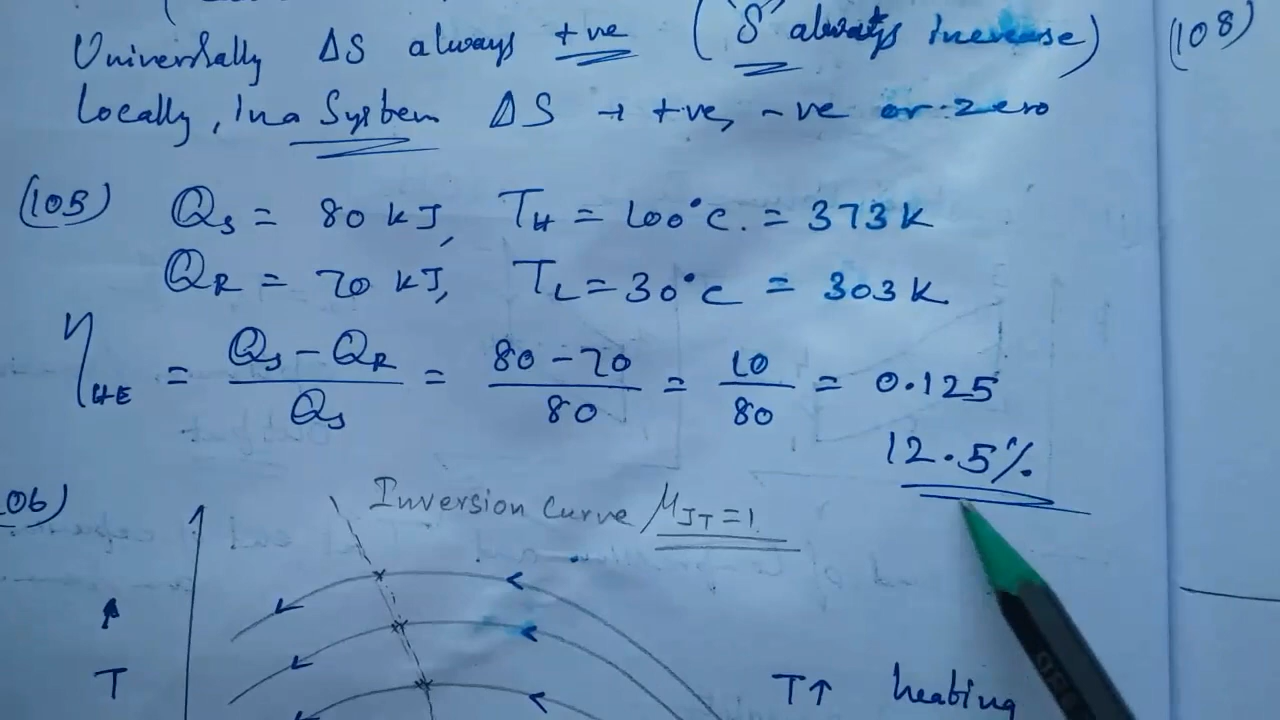 Universally ΔS always +ve ('S' always increase)
Locally, In a System ΔS → +ve, -ve or zero
(108)
(105) Qs = 80 kJ, TH = 100°C. = 373 K
QR = 70 kJ, TL = 30°C = 303 K
ηHE = Qs - QR / Qs = 80 - 70 / 80 = 10 / 80 = 0.125
12.5%
06) Inversion Curve μJT = 1
T
T↑ heating